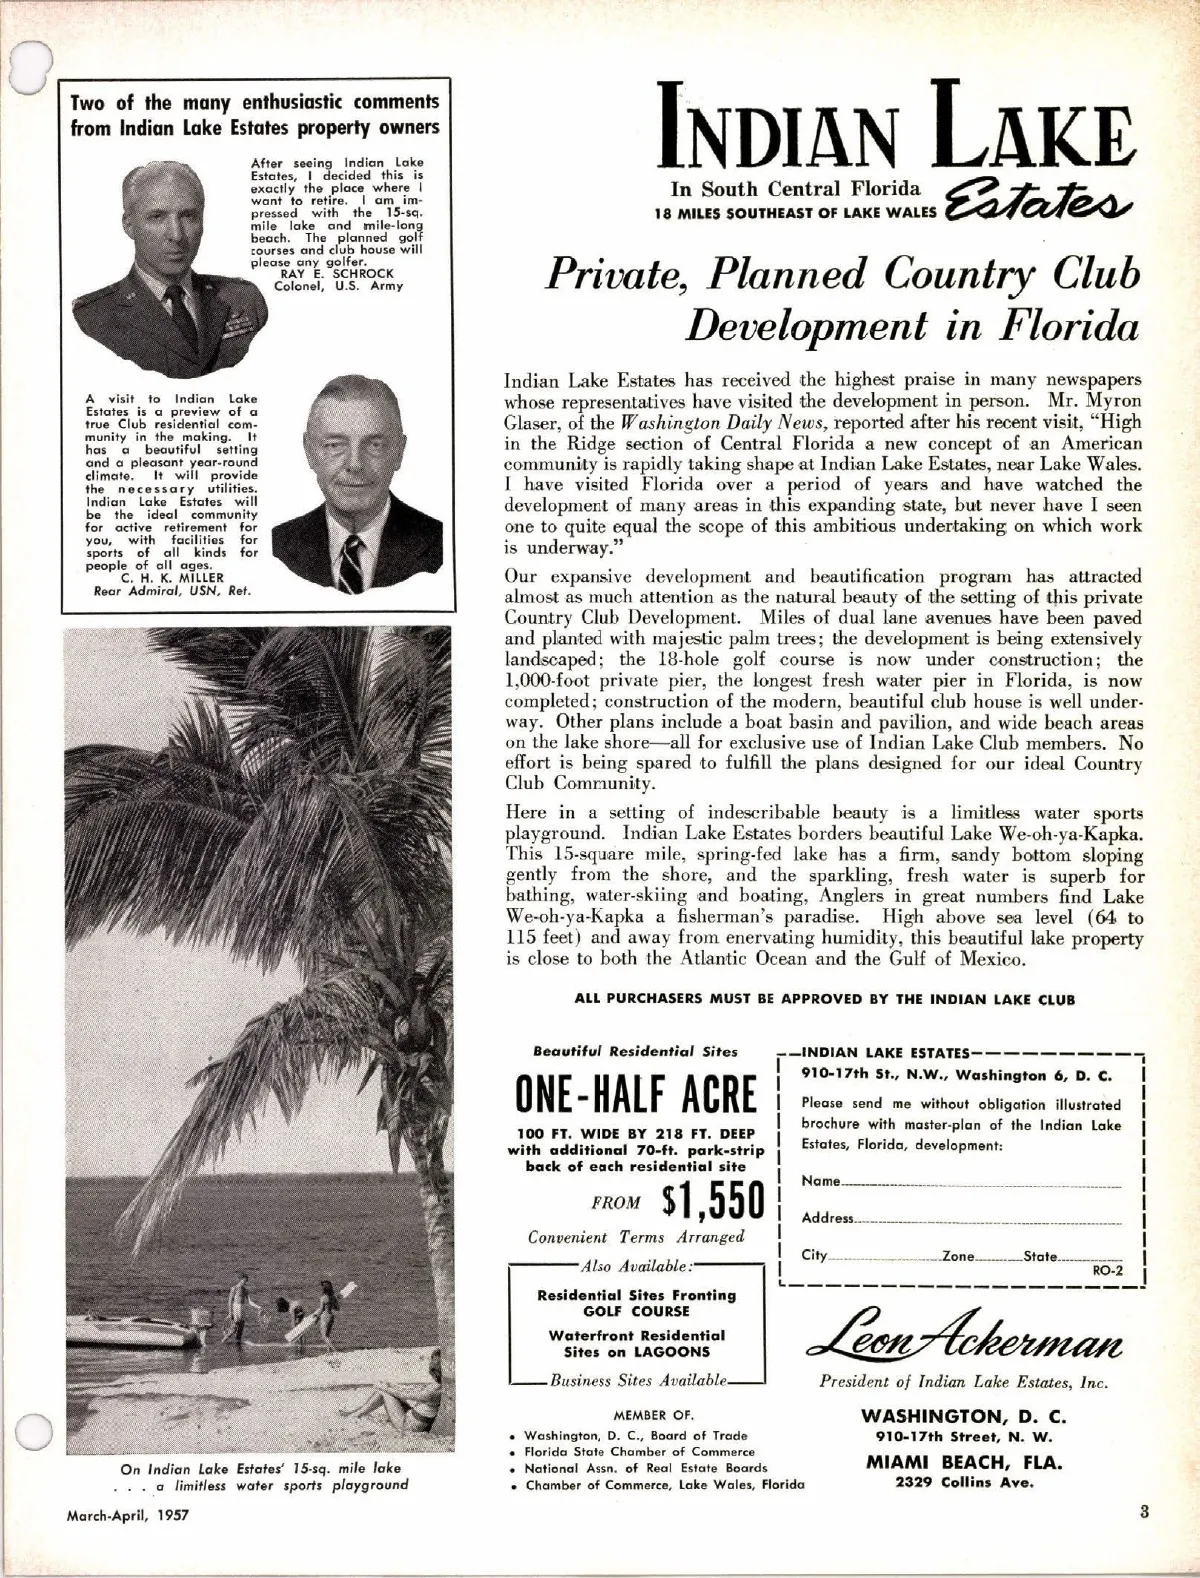 Two of the many enthusiastic comments
from Indian Lake Estates property owners
After seeing Indian Lake
Estates, I decided this is
exactly the place where I
want to retire. I am im-
pressed with the 15-sq.
mile lake and mile-long
beach. The planned golf
courses and club house will
please any golfer.
RAY E. SCHROCK
Colonel, U.S. Army
A visit to Indian Lake
Estates is a preview of a
true Club residential com-
munity in the making. It
has a beautiful setting
and a pleasant year-round
climate. It will provide
the necessary utilities.
Indian Lake Estates will
be the ideal community
for active retirement for
you, with facilities for
sports of all kinds for
people of all ages.
C. H. K. MILLER
Rear Admiral, USN, Ret.
On Indian Lake Estates' 15-sq. mile lake
. . . a limitless water sports playground
INDIAN LAKE
In South Central Florida
18 MILES SOUTHEAST OF LAKE WALES
Estates
Private, Planned Country Club
Development in Florida
Indian Lake Estates has received the highest praise in many newspapers
whose representatives have visited the development in person. Mr. Myron
Glaser, of the Washington Daily News, reported after his recent visit, “High
in the Ridge section of Central Florida a new concept of an American
community is rapidly taking shape at Indian Lake Estates, near Lake Wales.
I have visited Florida over a period of years and have watched the
development of many areas in this expanding state, but never have I seen
one to quite equal the scope of this ambitious undertaking on which work
is underway.”
Our expansive development and beautification program has attracted
almost as much attention as the natural beauty of the setting of this private
Country Club Development. Miles of dual lane avenues have been paved
and planted with majestic palm trees; the development is being extensively
landscaped; the 18-hole golf course is now under construction; the
1,000-foot private pier, the longest fresh water pier in Florida, is now
completed; construction of the modern, beautiful club house is well under-
way. Other plans include a boat basin and pavilion, and wide beach areas
on the lake shore—all for exclusive use of Indian Lake Club members. No
effort is being spared to fulfill the plans designed for our ideal Country
Club Community.
Here in a setting of indescribable beauty is a limitless water sports
playground. Indian Lake Estates borders beautiful Lake We-oh-ya-Kapka.
This 15-square mile, spring-fed lake has a firm, sandy bottom sloping
gently from the shore, and the sparkling, fresh water is superb for
bathing, water-skiing and boating, Anglers in great numbers find Lake
We-oh-ya-Kapka a fisherman's paradise. High above sea level (64 to
115 feet) and away from enervating humidity, this beautiful lake property
is close to both the Atlantic Ocean and the Gulf of Mexico.
ALL PURCHASERS MUST BE APPROVED BY THE INDIAN LAKE CLUB
Beautiful Residential Sites
ONE-HALF ACRE
100 FT. WIDE BY 218 FT. DEEP
with additional 70-ft. park-strip
back of each residential site
FROM $1,550
Convenient Terms Arranged
Also Available:
Residential Sites Fronting
GOLF COURSE
Waterfront Residential
Sites on LAGOONS
Business Sites Available
MEMBER OF.
• Washington, D. C., Board of Trade
• Florida State Chamber of Commerce
• National Assn. of Real Estate Boards
• Chamber of Commerce, Lake Wales, Florida
INDIAN LAKE ESTATES
910-17th St., N.W., Washington 6, D. C.
Please send me without obligation illustrated
brochure with master-plan of the Indian Lake
Estates, Florida, development:
Name
Address
City Zone State
RO-2
Leon Ackerman
President of Indian Lake Estates, Inc.
WASHINGTON, D. C.
910-17th Street, N. W.
MIAMI BEACH, FLA.
2329 Collins Ave.
March-April, 1957
3